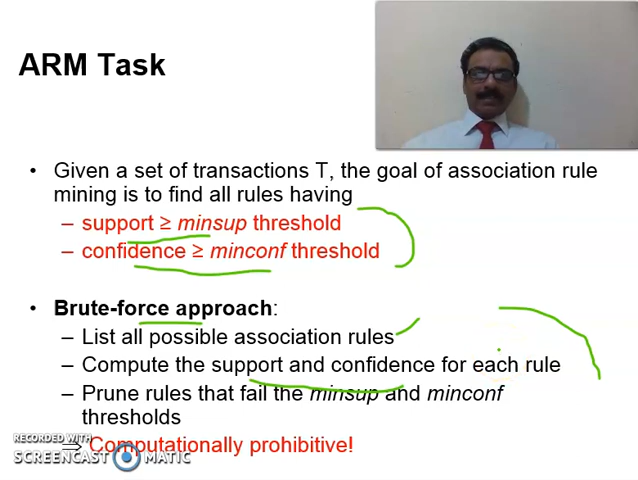 ARM Task
• Given a set of transactions T, the goal of association rule
mining is to find all rules having
– support ≥ minsup threshold
– confidence ≥ minconf threshold
• Brute-force approach:
– List all possible association rules
– Compute the support and confidence for each rule
– Prune rules that fail the minsup and minconf
thresholds
⇒ Computationally prohibitive!
RECORDED WITH
SCREENCAST MATIC